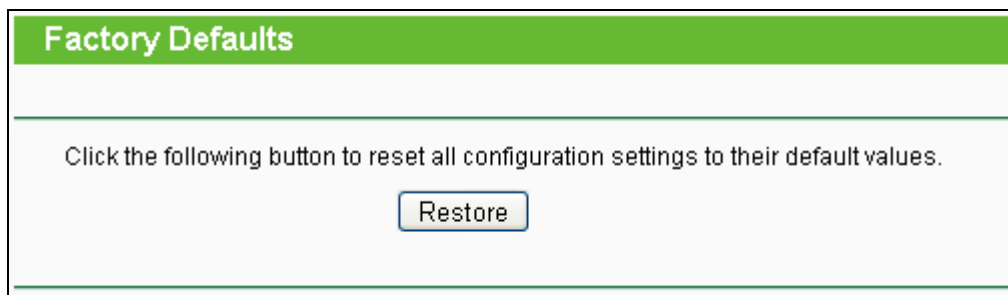 Factory Defaults
Click the following button to reset all configuration settings to their default values.
Restore